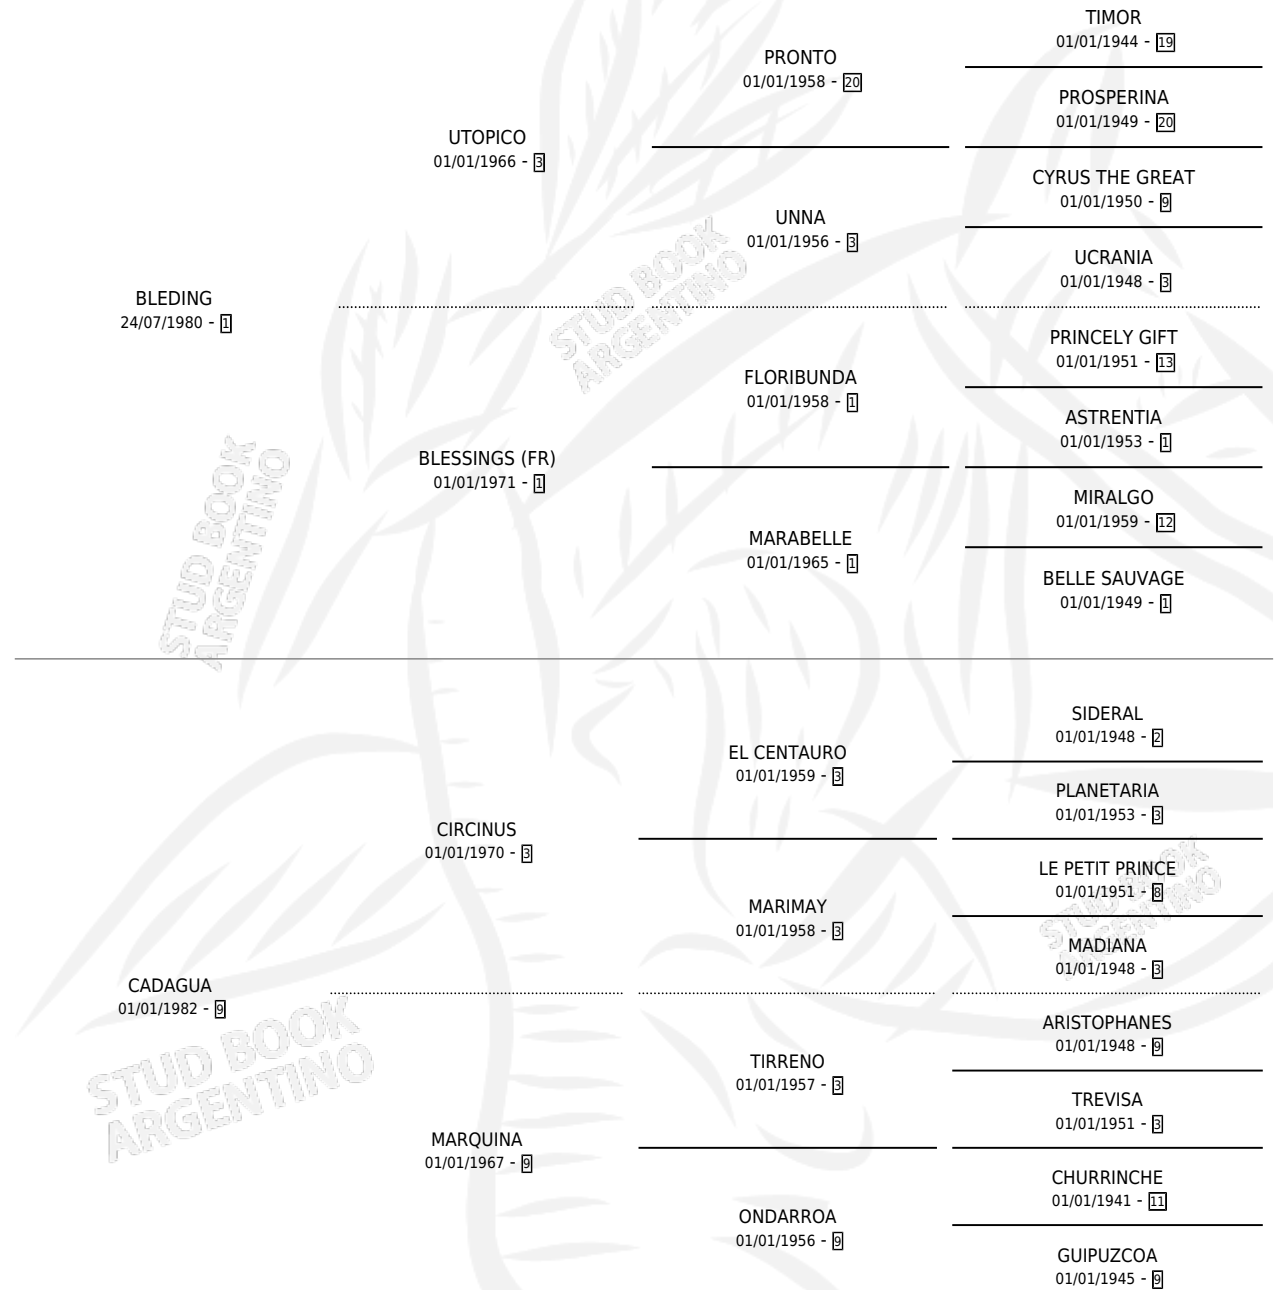 TIMOR
01/01/1944 - 19
PRONTO
01/01/1958 - 20
PROSPERINA
01/01/1949 - 20
UTOPICO
01/01/1966 - 3
CYRUS THE GREAT
01/01/1950 - 9
UNNA
01/01/1956 - 3
UCRANIA
01/01/1948 - 3
BLEDING
24/07/1980 - 1
STUD BOOK
ARGENTINO
PRINCELY GIFT
01/01/1951 - 13
FLORIBUNDA
01/01/1958 - 1
ASTRENTIA
01/01/1953 - 1
BLESSINGS (FR)
01/01/1971 - 1
MIRALGO
01/01/1959 - 12
MARABELLE
01/01/1965 - 1
BELLE SAUVAGE
01/01/1949 - 1
STUD BOOK
ARGENTINO
SIDERAL
01/01/1948 - 2
EL CENTAURO
01/01/1959 - 3
PLANETARIA
01/01/1953 - 3
CIRCINUS
01/01/1970 - 3
LE PETIT PRINCE
01/01/1951 - 8
MARIMAY
01/01/1958 - 3
MADIANA
01/01/1948 - 3
STUD BOOK
ARGENTINO
CADAGUA
01/01/1982 - 9
STUD BOOK
ARGENTINO
ARISTOPHANES
01/01/1948 - 9
TIRRENO
01/01/1957 - 3
TREVISA
01/01/1951 - 3
MARQUINA
01/01/1967 - 9
CHURRINCHE
01/01/1941 - 11
ONDARROA
01/01/1956 - 9
GUIPUZCOA
01/01/1945 - 9